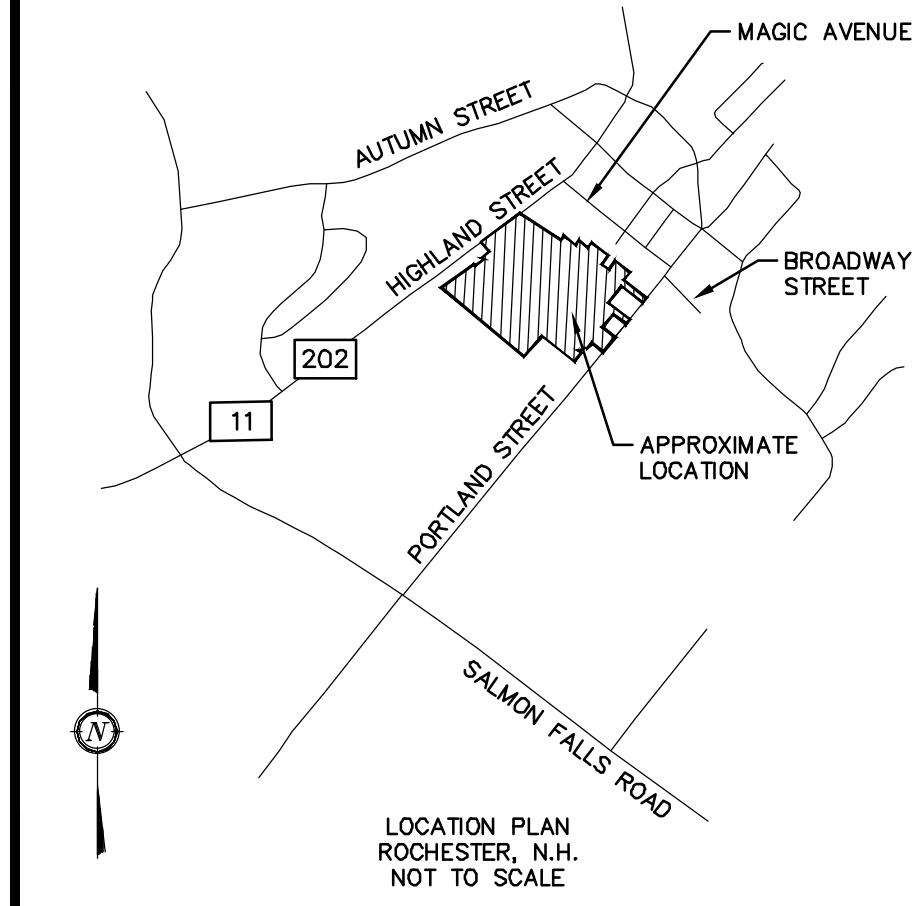 MAGIC AVENUE
AUTUMN STREET
HIGHLAND STREET
BROADWAY
STREET
202
11
APPROXIMATE
LOCATION
PORTLAND STREET
SALMON FALLS ROAD
N
LOCATION PLAN
ROCHESTER, N.H.
NOT TO SCALE